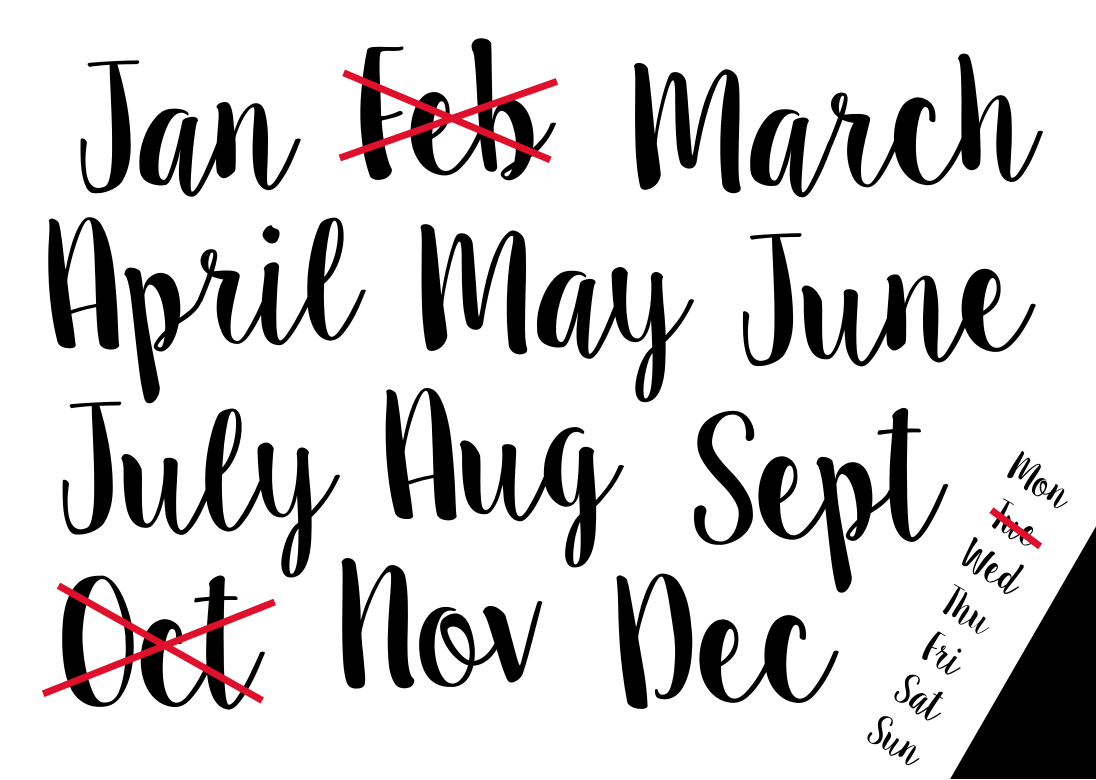 Jan Feb March
April May June
July Aug Sept
Oct Nov Dec
Mon
Tue
Wed
Thu
Fri
Sat
Sun